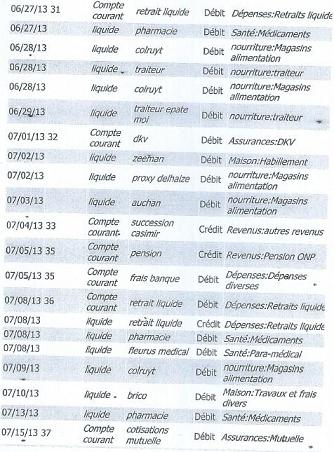 06/27/13 31 Compte courant retrait liquide Débit Dépenses:Retraits liquide
06/27/13 liquide pharmacie Débit Santé:Médicaments
06/28/13 liquide colruyt Débit nourriture:Magasins alimentation
06/28/13 liquide traiteur Débit nourriture:traiteur
06/28/13 liquide colruyt Débit nourriture:Magasins alimentation
06/29/13 liquide traiteur epate moi Débit nourriture:traiteur
07/01/13 32 Compte courant dkv Débit Assurances:DKV
07/02/13 liquide zeeman Débit Maison:Habillement
07/02/13 liquide proxy delhaize Débit nourriture:Magasins alimentation
07/03/13 liquide auchan Débit nourriture:Magasins alimentation
07/04/13 33 Compte courant succession casimir Crédit Revenus:autres revenus
07/05/13 35 Compte courant pension Crédit Revenus:Pension ONP
07/05/13 35 Compte courant frais banque Débit Dépenses:Dépenses diverses
07/08/13 36 Compte courant retrait liquide Débit Dépenses:Retraits liquide
07/08/13 liquide retrait liquide Crédit Dépenses:Retraits liquide
07/08/13 liquide pharmacie Débit Santé:Médicaments
07/08/13 liquide fleurus medical Débit Santé:Para-médical
07/09/13 liquide colruyt Débit nourriture:Magasins alimentation
07/10/13 liquide brico Débit Maison:Travaux et frais divers
07/13/13 liquide pharmacie Débit Santé:Médicaments
07/15/13 37 Compte courant cotisations mutuelle Débit Assurances:Mutuelle